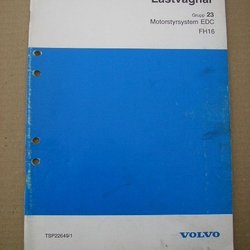 Lastvagnar
Grupp 23
Motorstyrsystem EDC
FH16
TSP22649/1
VOLVO